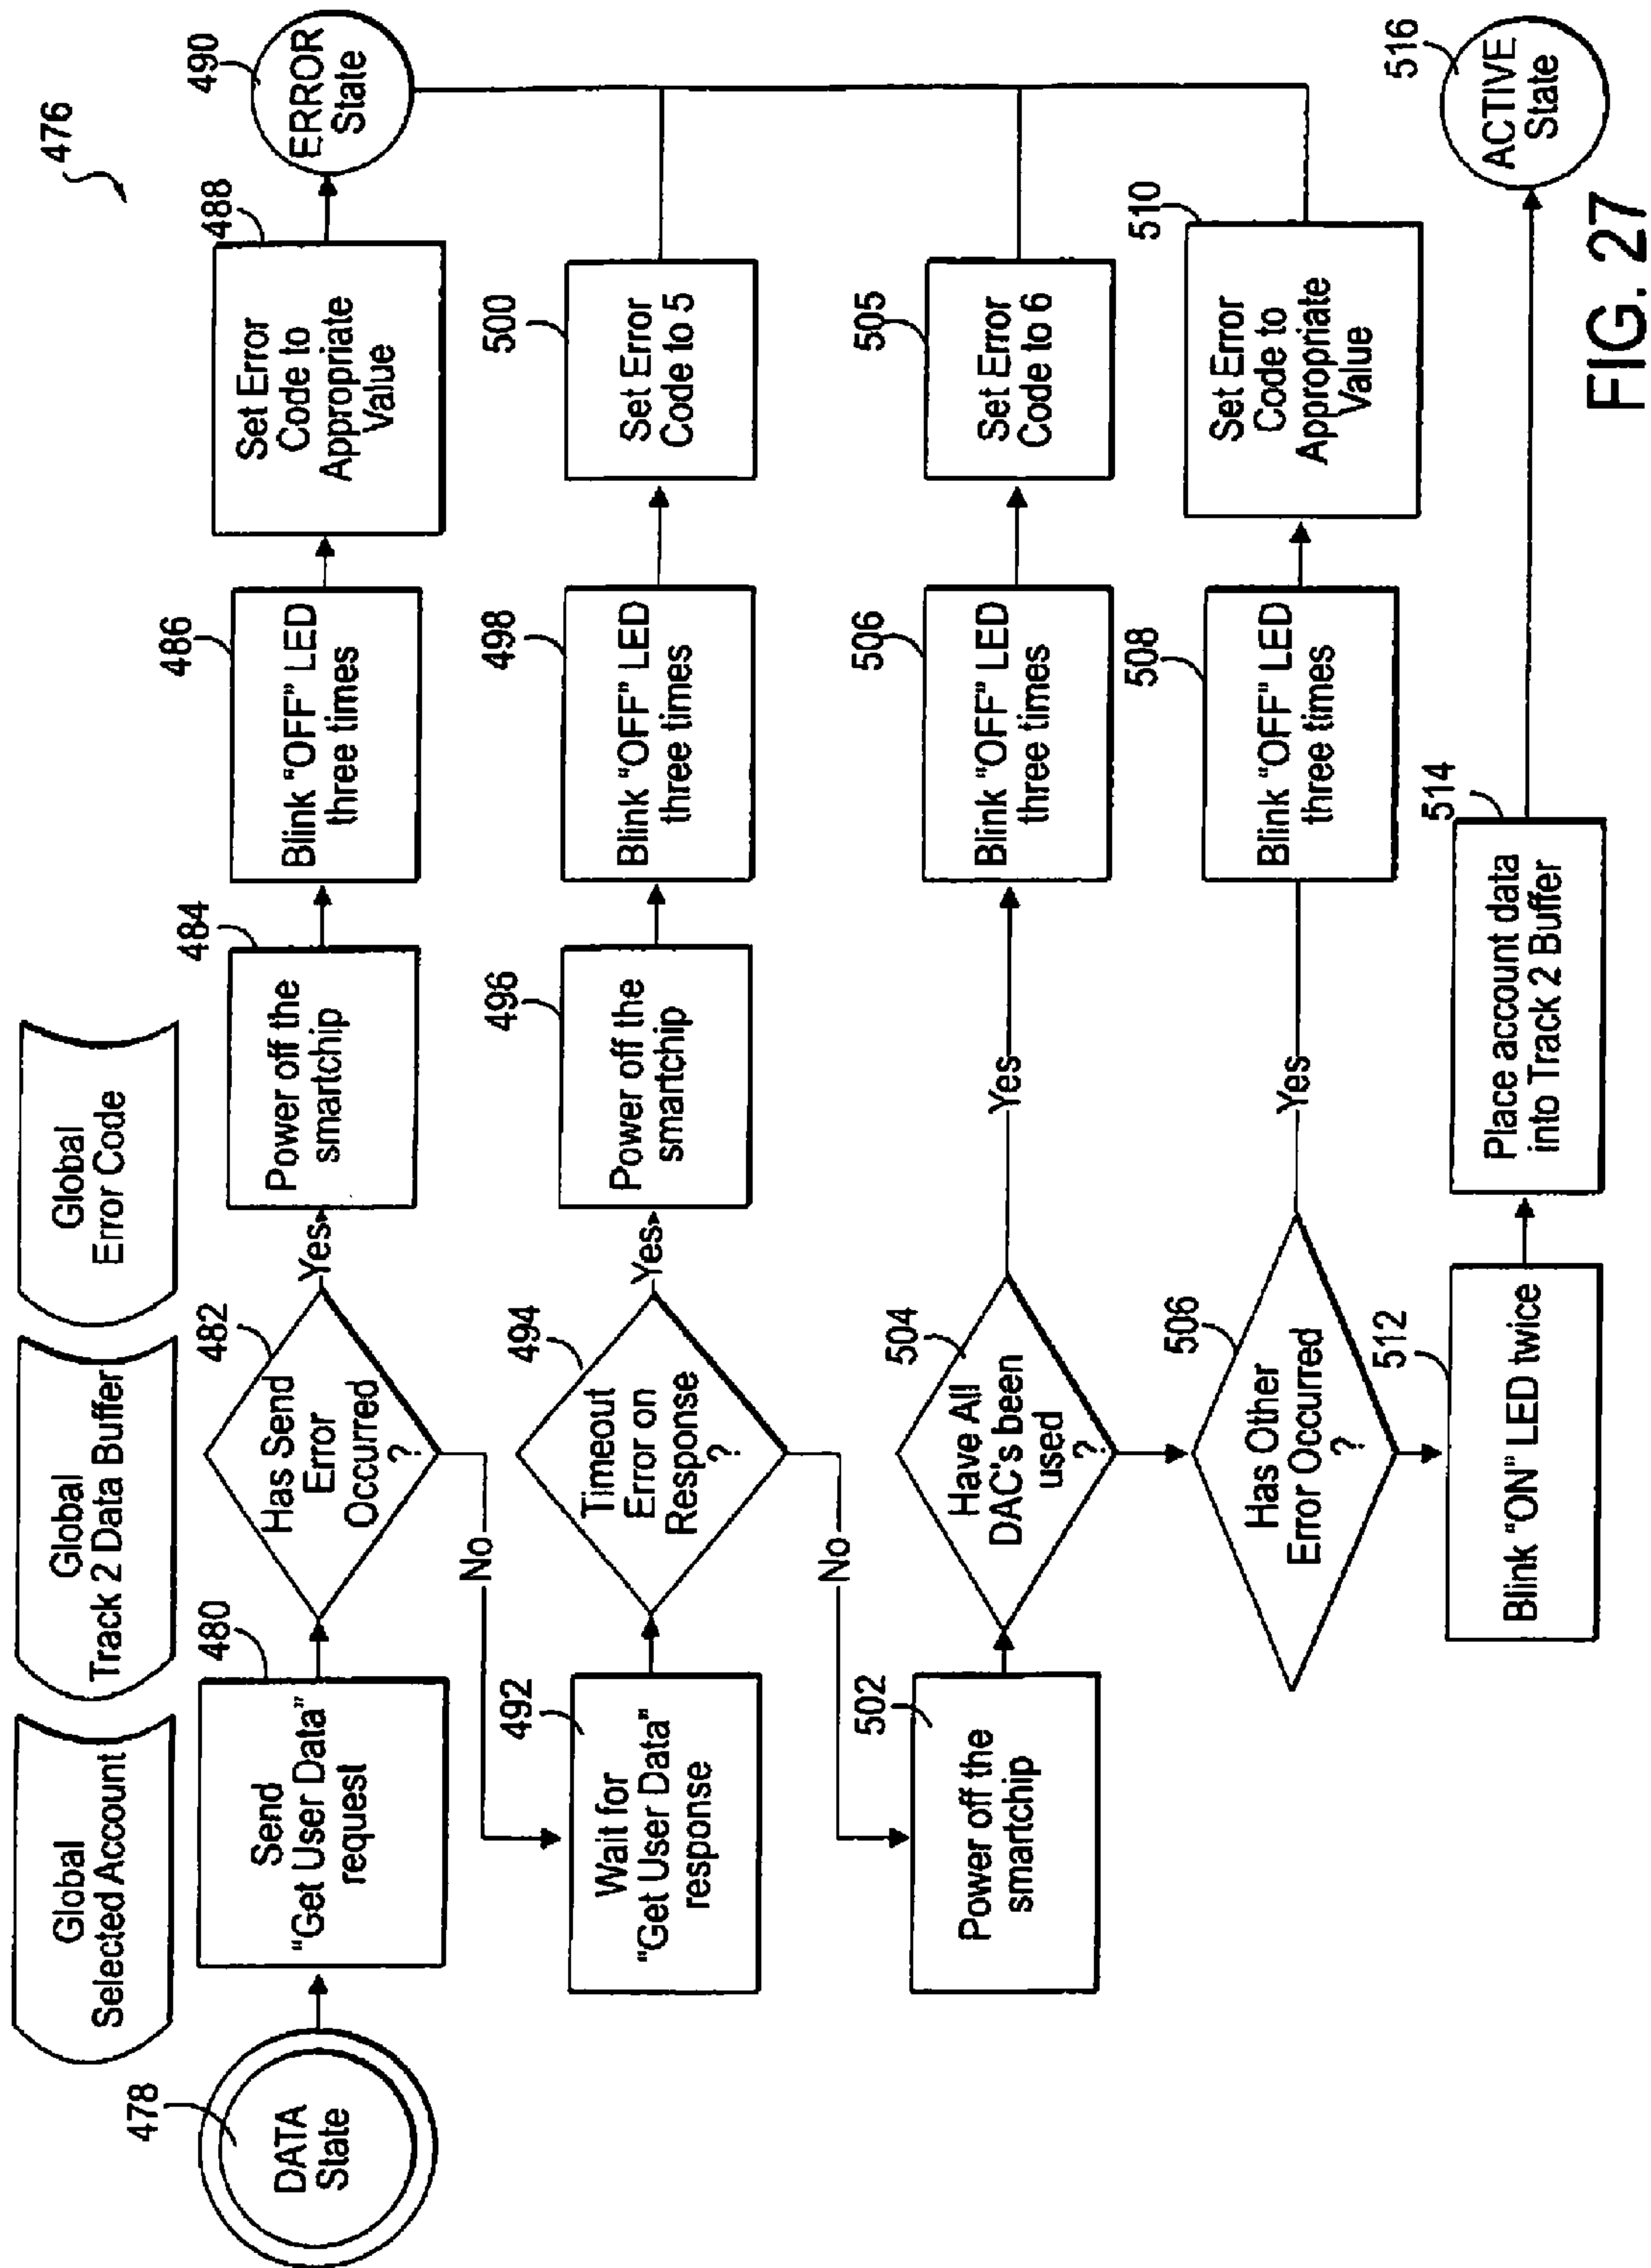 476
Global
Selected Account
Global
Track 2 Data Buffer
Global
Error Code
478
DATA
State
480
Send
"Get User Data"
request
482
Has Send
Error
Occurred
?
Yes
484
Power off the
smartchip
486
Blink "OFF" LED
three times
488
Set Error
Code to
Appropriate
Value
490
ERROR
State
No
492
Wait for
"Get User Data"
response
494
Timeout
Error on
Response
?
Yes
496
Power off the
smartchip
498
Blink "OFF" LED
three times
500
Set Error
Code to 5
No
502
Power off the
smartchip
504
Have All
DAC's been
used
?
Yes
506
Blink "OFF" LED
three times
505
Set Error
Code to 6
506
Has Other
Error Occurred
?
Yes
508
Blink "OFF" LED
three times
510
Set Error
Code to
Appropriate
Value
512
Blink "ON" LED twice
514
Place account data
into Track 2 Buffer
516
ACTIVE
State
FIG. 27